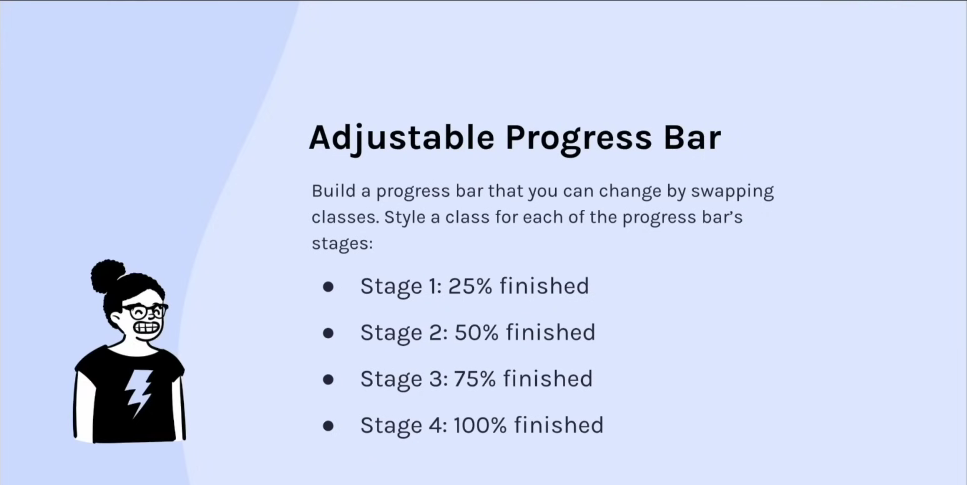 Adjustable Progress Bar
Build a progress bar that you can change by swapping
classes. Style a class for each of the progress bar’s
stages:
● Stage 1: 25% finished
● Stage 2: 50% finished
● Stage 3: 75% finished
● Stage 4: 100% finished